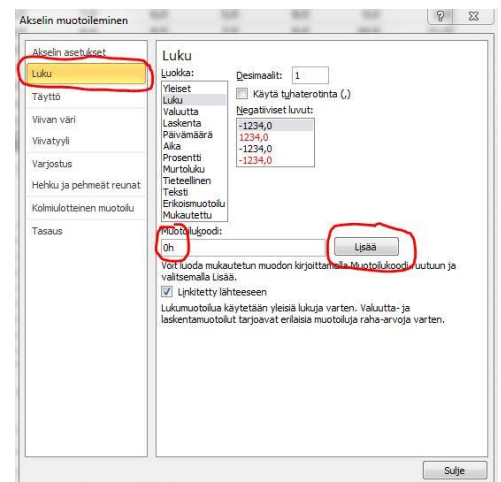 Akselin muotoileminen
Akselin asetukset
Luku
Täyttö
Viivan väri
Viivatyyli
Varjostus
Hehku ja pehmeät reunat
Kolmiulotteinen muotoilu
Tasaus
Luku
Luokka:
Yleiset
Luku
Valuutta
Laskenta
Päivämäärä
Aika
Prosentti
Murtoluku
Tieteellinen
Teksti
Erikoismuotoilu
Mukautettu
Desimaalit: 1
Käytä tuhaterotinta (,)
Negatiiviset luvut:
-1234,0
1234,0
-1234,0
-1234,0
Muotoilukoodi:
0h
Lisää
Voit luoda mukautetun muodon kirjoittamalla Muotoilukoodi-ruutuun ja
valitsemalla Lisää.
Linkitetty lähteeseen
Lukumuotoilua käytetään yleisiä lukuja varten. Valuutta- ja
laskentamuotoilut tarjoavat erilaisia muotoiluja raha-arvoja varten.
Sulje